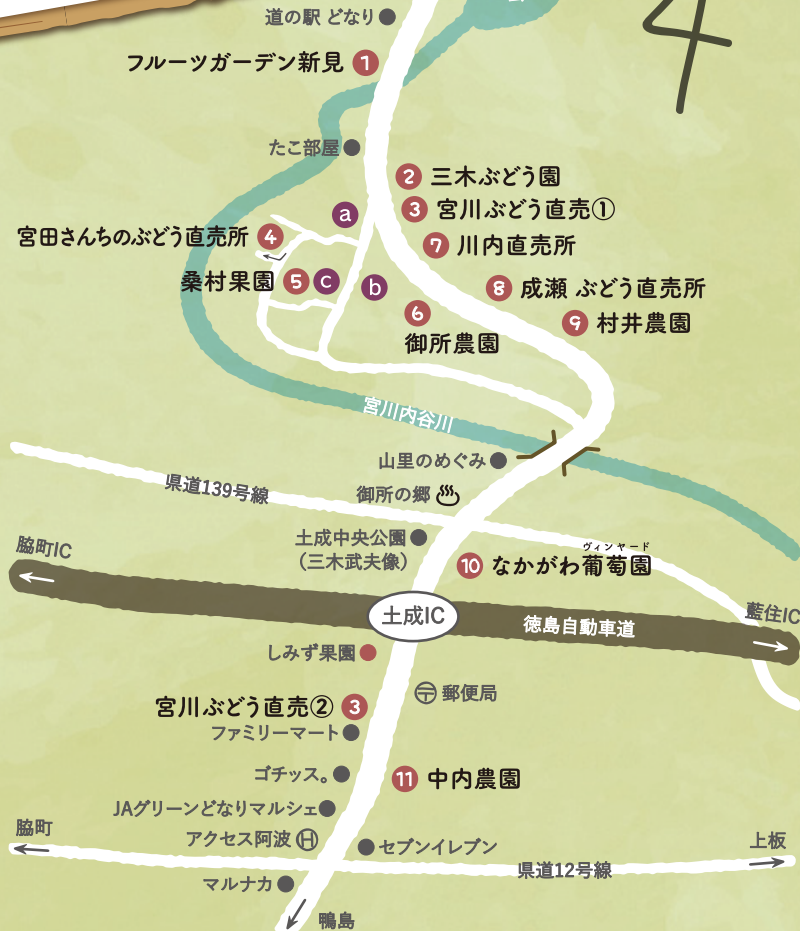 道の駅 どなり
4
フルーツガーデン新見 1
たこ部屋
2 三木ぶどう園
a
3 宮川ぶどう直売①
宮田さんちのぶどう直売所 4
7 川内直売所
桑村果園 5 c
b
8 成瀬 ぶどう直売所
6
御所農園
9 村井農園
宮川内谷川
山里のめぐみ
県道139号線
御所の郷
土成中央公園
(三木武夫像)
脇町IC
ヴィンヤード
10 なかがわ葡萄園
土成IC
徳島自動車道
藍住IC
しみず果園
宮川ぶどう直売② 3
〒 郵便局
ファミリーマート
ゴチッス。
11 中内農園
JAグリーンどなりマルシェ
脇町
アクセス阿波 H
セブンイレブン
県道12号線
上板
マルナカ
鴨島